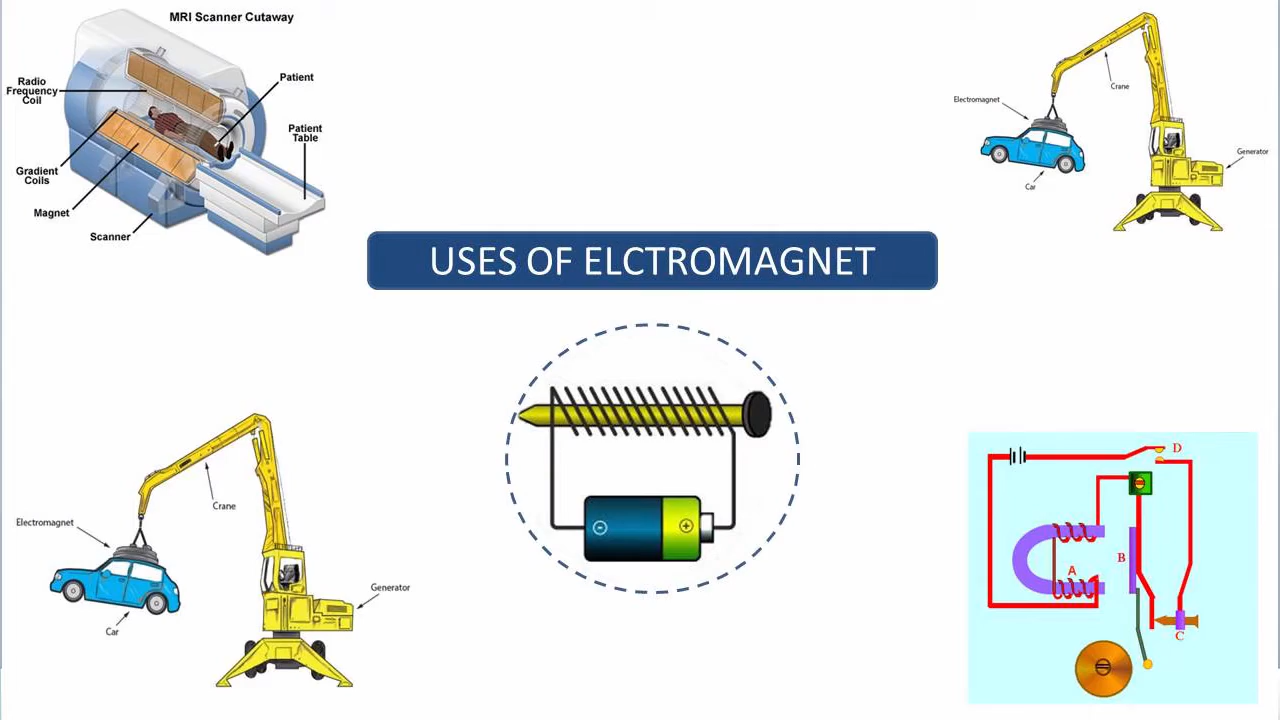 MRI Scanner Cutaway
Radio
Frequency
Coil
Patient
Patient
Table
Gradient
Coils
Magnet
Scanner
Electromagnet
Crane
Generator
Car
USES OF ELCTROMAGNET
Electromagnet
Crane
Generator
Car
D
B
A
C